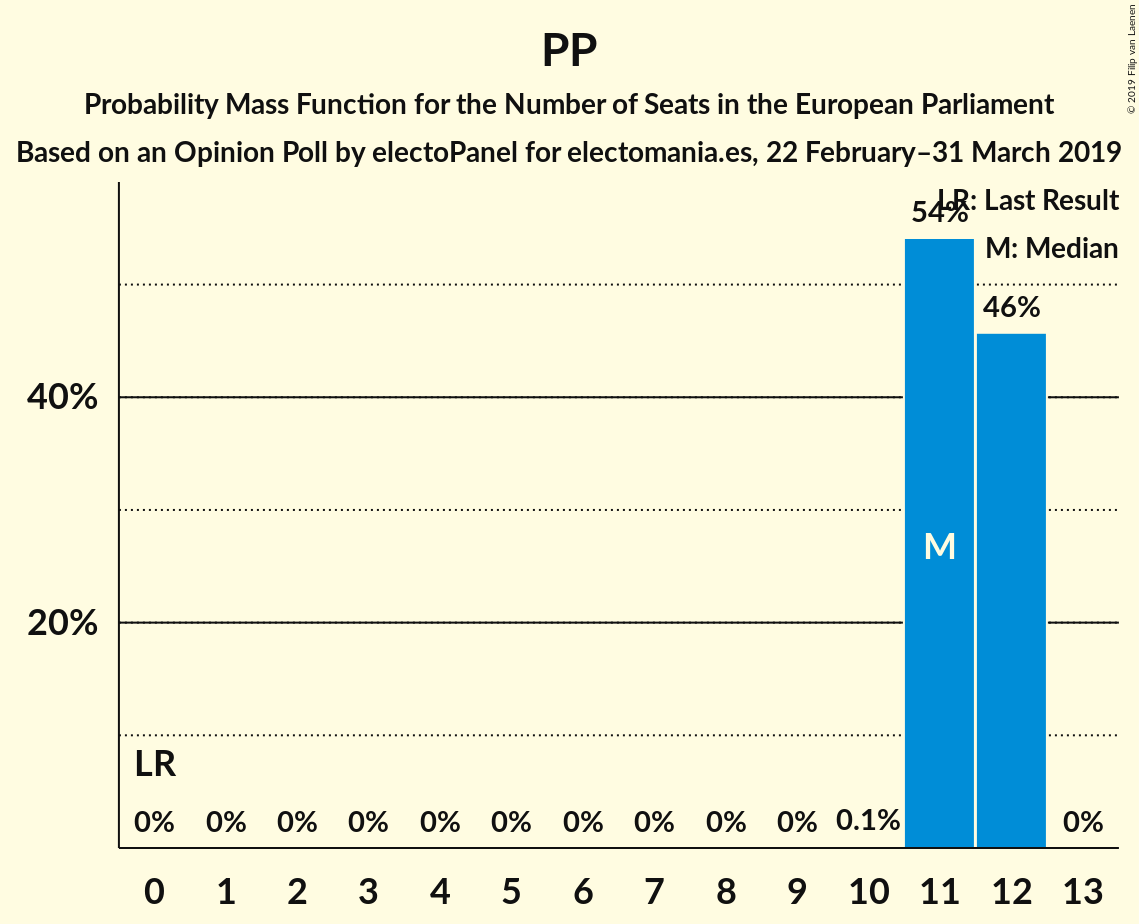 PP
Probability Mass Function for the Number of Seats in the European Parliament
Based on an Opinion Poll by electoPanel for electomania.es, 22 February–31 March 2019
© 2019 Filip van Laenen
LR: Last Result
M: Median
54%
46%
40%
M
20%
LR
0% 0% 0% 0% 0% 0% 0% 0% 0% 0% 0.1% 0%
0 1 2 3 4 5 6 7 8 9 10 11 12 13